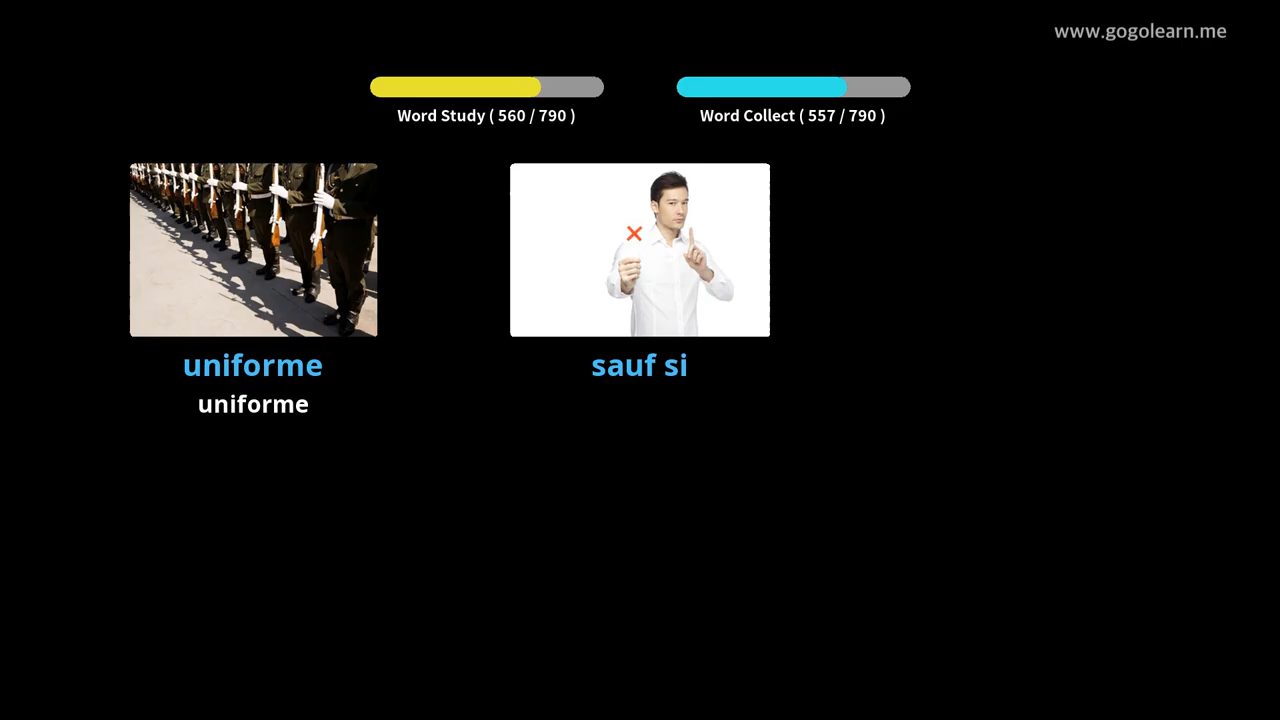 www.gogolearn.me
Word Study ( 560 / 790 )
Word Collect ( 557 / 790 )
uniforme
uniforme
sauf si